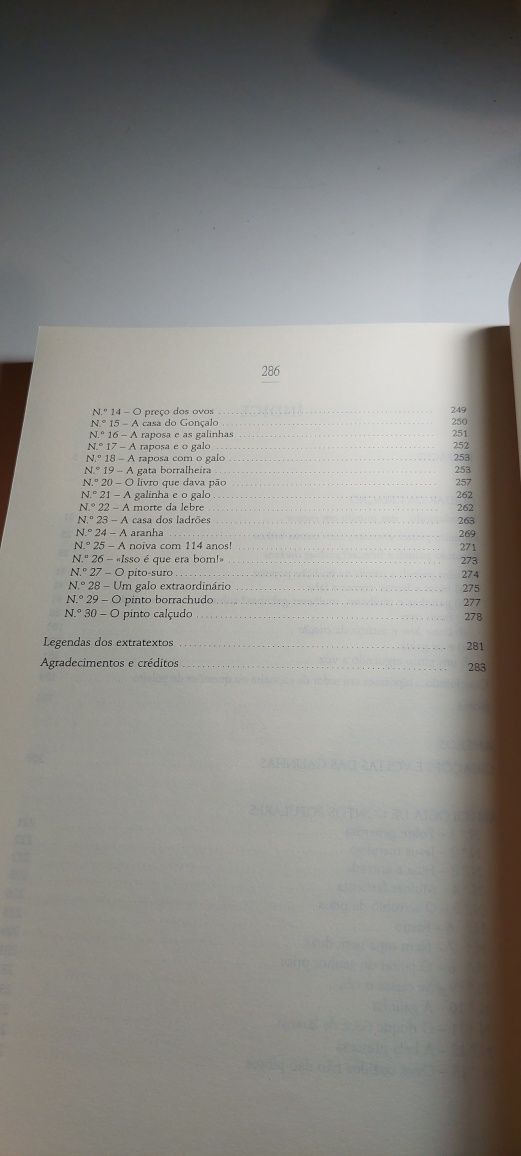 286
N.º 14 – O preço dos ovos 249
N.º 15 – A casa do Gonçalo 250
N.º 16 – A raposa e as galinhas 251
N.º 17 – A raposa e o galo 252
N.º 18 – A raposa com o galo 253
N.º 19 – A gata borralheira 253
N.º 20 – O livro que dava pão 257
N.º 21 – A galinha e o galo 262
N.º 22 – A morte da lebre 262
N.º 23 – A casa dos ladrões 263
N.º 24 – A aranha 269
N.º 25 – A noiva com 114 anos! 271
N.º 26 – «Isso é que era bom!» 273
N.º 27 – O pito-suro 274
N.º 28 – Um galo extraordinário 275
N.º 29 – O pinto borrachudo 277
N.º 30 – O pinto calçudo 278
Legendas dos extratextos 281
Agradecimentos e créditos 283